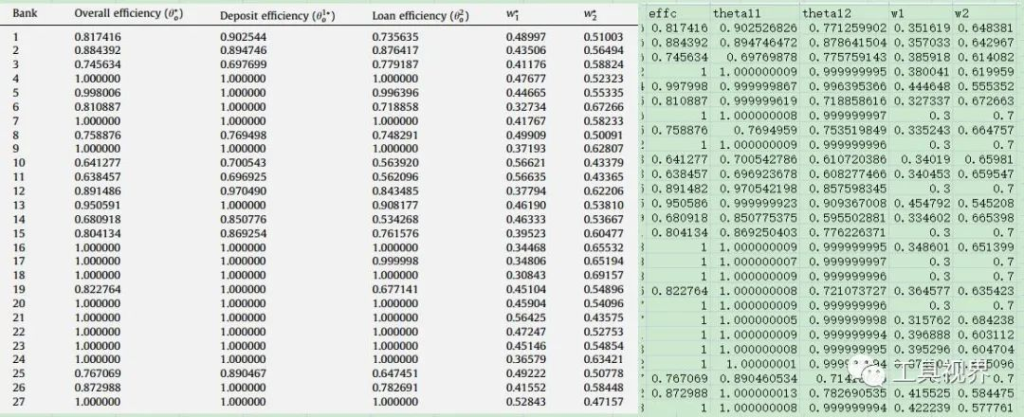 Bank Overall efficiency (θₒ*) Deposit efficiency (θₒ¹*) Loan efficiency (θₒ²) w₁* w₂*
1 0.817416 0.902544 0.735635 0.48997 0.51003
2 0.884392 0.894746 0.876417 0.43506 0.56494
3 0.745634 0.697699 0.779187 0.41176 0.58824
4 1.000000 1.000000 1.000000 0.47677 0.52323
5 0.998006 1.000000 0.996396 0.44665 0.55335
6 0.810887 1.000000 0.718858 0.32734 0.67266
7 1.000000 1.000000 1.000000 0.41767 0.58233
8 0.758876 0.769498 0.748291 0.49909 0.50091
9 1.000000 1.000000 1.000000 0.37193 0.62807
10 0.641277 0.700543 0.563920 0.56621 0.43379
11 0.638457 0.696925 0.562096 0.56635 0.43365
12 0.891486 0.970490 0.843485 0.37794 0.62206
13 0.950591 1.000000 0.908177 0.46190 0.53810
14 0.680918 0.850776 0.534268 0.46333 0.53667
15 0.804134 0.869254 0.761576 0.39523 0.60477
16 1.000000 1.000000 1.000000 0.34468 0.65532
17 1.000000 1.000000 0.999998 0.34806 0.65194
18 1.000000 1.000000 1.000000 0.30843 0.69157
19 0.822764 1.000000 0.677141 0.45104 0.54896
20 1.000000 1.000000 1.000000 0.45904 0.54096
21 1.000000 1.000000 1.000000 0.56425 0.43575
22 1.000000 1.000000 1.000000 0.47247 0.52753
23 1.000000 1.000000 1.000000 0.45146 0.54854
24 1.000000 1.000000 1.000000 0.36579 0.63421
25 0.767069 0.890467 0.647451 0.49222 0.50778
26 0.872988 1.000000 0.782691 0.41552 0.58448
27 1.000000 1.000000 1.000000 0.52843 0.47157
effc thetal1 thetal2 w1 w2
0.817416 0.902526826 0.771259902 0.351619 0.648381
0.884392 0.894746472 0.878641504 0.357033 0.642967
0.745634 0.69769878 0.775759143 0.385918 0.614082
1 1.000000009 0.999999995 0.380041 0.619959
0.997998 0.999999867 0.996395366 0.444648 0.555352
0.810887 0.999999619 0.718858616 0.327337 0.672663
1 1.000000008 0.999999997 0.3 0.7
0.758876 0.7694959 0.753519849 0.335243 0.664757
1 1.000000009 0.999999996 0.3 0.7
0.641277 0.700542786 0.610720386 0.34019 0.65981
0.638457 0.696923678 0.608277466 0.340453 0.659547
0.891482 0.970542198 0.857598345 0.3 0.7
0.950586 0.999999923 0.909367008 0.454792 0.545208
0.680918 0.850775375 0.595502881 0.334602 0.665398
0.804134 0.869250403 0.776226371 0.3 0.7
1 1.000000009 0.999999995 0.348601 0.651399
1 1.000000007 0.999999997 0.3 0.7
1 1.000000009 0.999999996 0.3 0.7
0.822764 1.000000008 0.721073727 0.364577 0.635423
1 1.000000009 0.999999996 0.3 0.7
1 1.000000005 0.999999998 0.315762 0.684238
1 1.000000009 0.999999994 0.396888 0.603112
1 1.000000008 0.999999995 0.395296 0.604704
1 1.00000001
0.767069 0.890460534 0.7
0.872988 1.000000013 0.782690535 0.415525 0.584475
1 1.000000008 0.999999994 0.422239 0.577761
工具视界